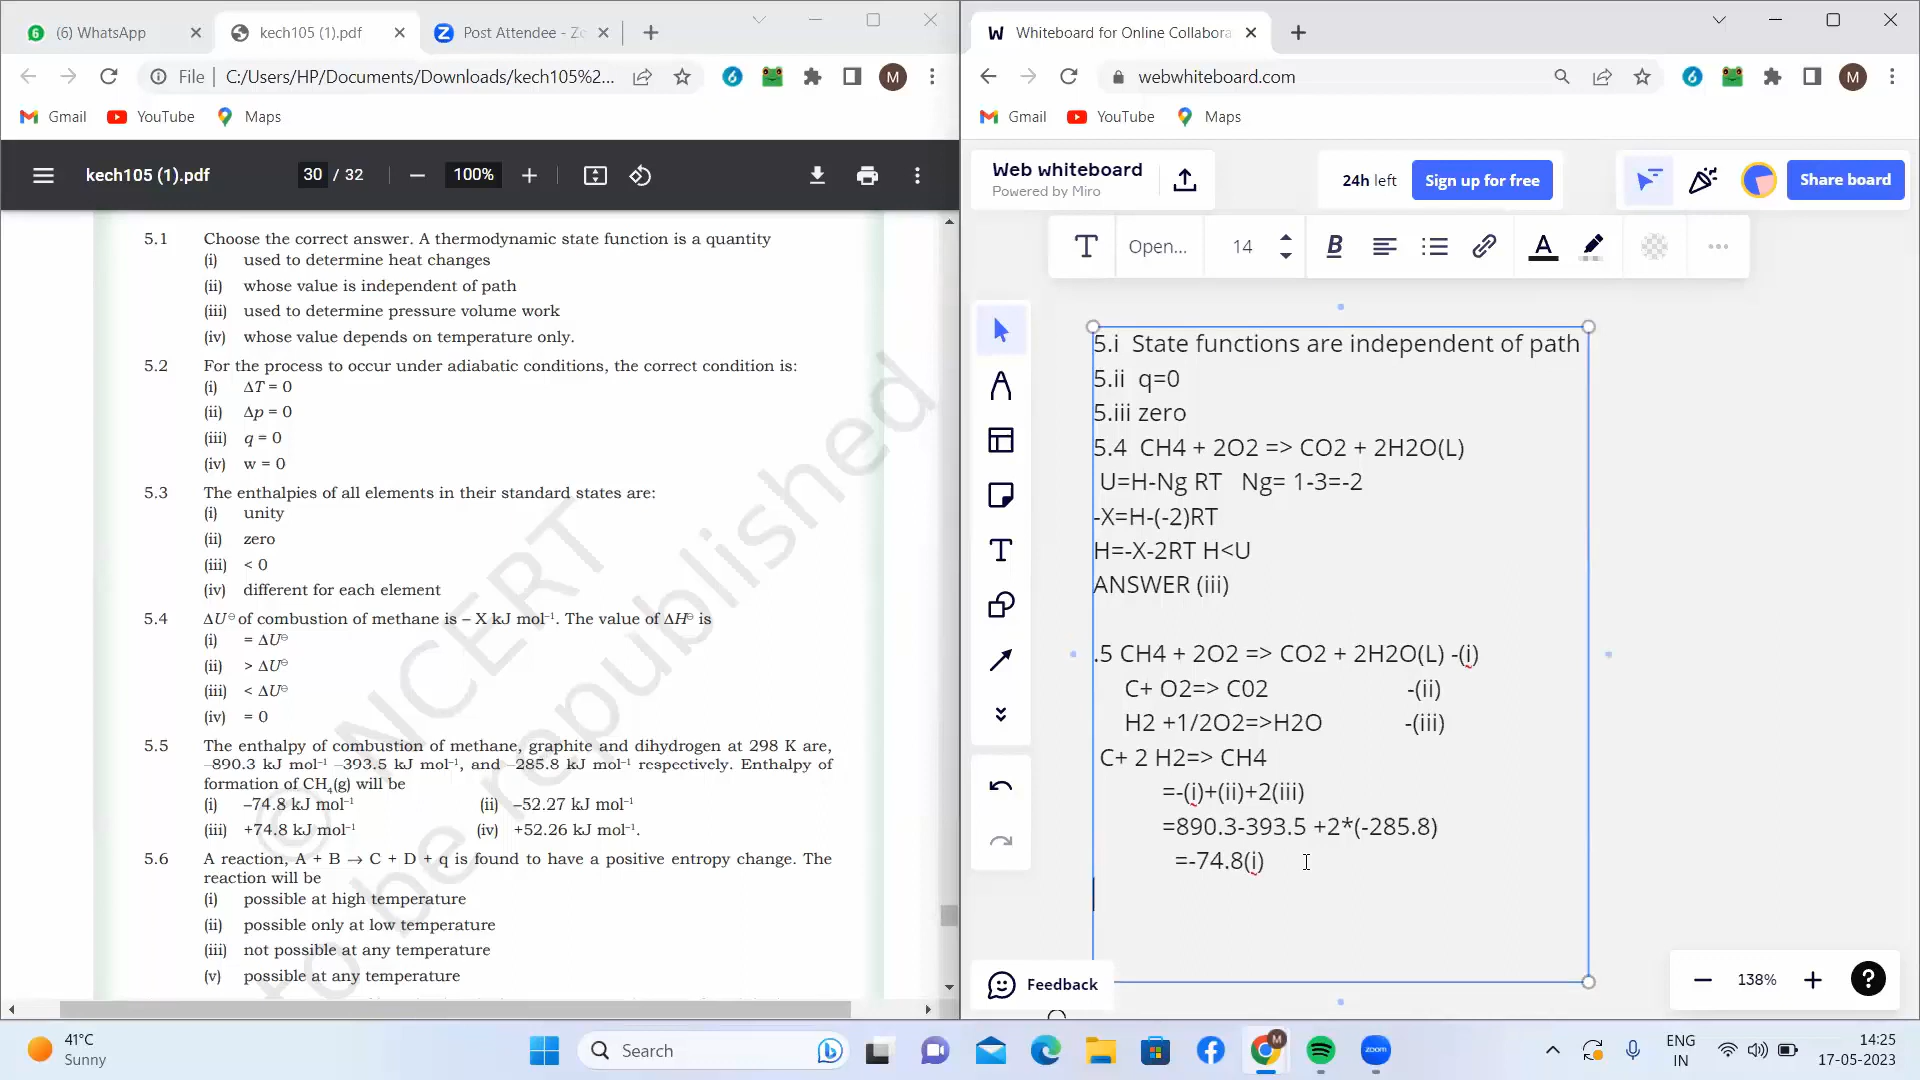 (6) WhatsApp
kech105 (1).pdf
Post Attendee - Zo
File
C:/Users/HP/Documents/Downloads/kech105%2...
M
Gmail
YouTube
Maps
kech105 (1).pdf
30 / 32
100%
5.1 Choose the correct answer. A thermodynamic state function is a quantity
(i) used to determine heat changes
(ii) whose value is independent of path
(iii) used to determine pressure volume work
(iv) whose value depends on temperature only.
5.2 For the process to occur under adiabatic conditions, the correct condition is:
(i) ΔT = 0
(ii) Δp = 0
(iii) q = 0
(iv) w = 0
5.3 The enthalpies of all elements in their standard states are:
(i) unity
(ii) zero
(iii) < 0
(iv) different for each element
5.4 ΔU⊖ of combustion of methane is – X kJ mol⁻¹. The value of ΔH⊖ is
(i) = ΔU⊖
(ii) > ΔU⊖
(iii) < ΔU⊖
(iv) = 0
5.5 The enthalpy of combustion of methane, graphite and dihydrogen at 298 K are,
–890.3 kJ mol⁻¹ –393.5 kJ mol⁻¹, and –285.8 kJ mol⁻¹ respectively. Enthalpy of
formation of CH₄(g) will be
(i) –74.8 kJ mol⁻¹ (ii) –52.27 kJ mol⁻¹
(iii) +74.8 kJ mol⁻¹ (iv) +52.26 kJ mol⁻¹.
5.6 A reaction, A + B → C + D + q is found to have a positive entropy change. The
reaction will be
(i) possible at high temperature
(ii) possible only at low temperature
(iii) not possible at any temperature
(v) possible at any temperature
© NCERT
to be republished
Whiteboard for Online Collabora
webwhiteboard.com
M
Gmail
YouTube
Maps
Web whiteboard
Powered by Miro
24h left
Sign up for free
Share board
Open...
14
5.i State functions are independent of path
5.ii q=0
5.iii zero
5.4 CH4 + 2O2 => CO2 + 2H2O(L)
U=H-Ng RT Ng= 1-3=-2
-X=H-(-2)RT
H=-X-2RT H<U
ANSWER (iii)
.5 CH4 + 2O2 => CO2 + 2H2O(L) -(i)
C+ O2=> C02 -(ii)
H2 +1/2O2=>H2O -(iii)
C+ 2 H2=> CH4
=-(i)+(ii)+2(iii)
=890.3-393.5 +2*(-285.8)
=-74.8(i)
Feedback
138%
41°C
Sunny
Search
zoom
ENG
IN
14:25
17-05-2023